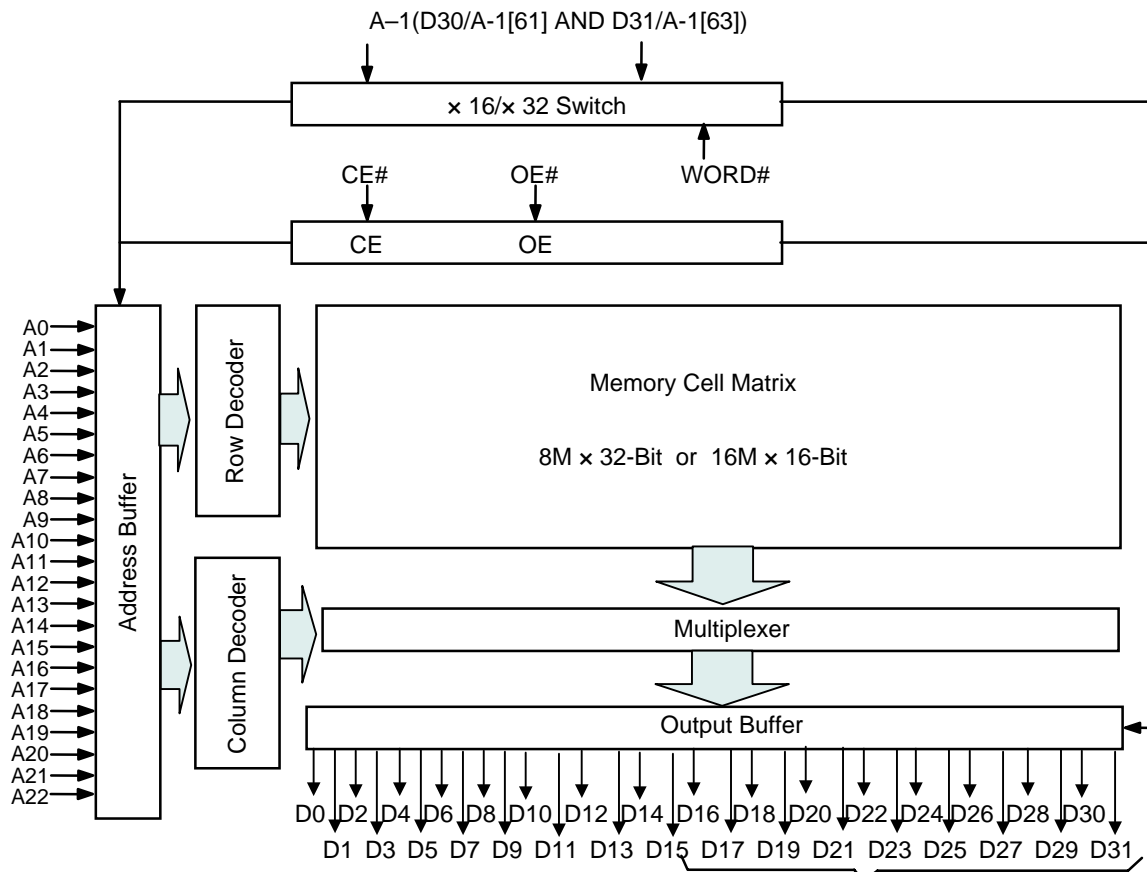 A–1(D30/A-1[61] AND D31/A-1[63])
× 16/× 32 Switch
CE# OE# WORD#
CE OE
A0
A1
A2
A3
A4
A5
A6
A7
A8
A9
A10
A11
A12
A13
A14
A15
A16
A17
A18
A19
A20
A21
A22
Address Buffer
Row Decoder
Column Decoder
Memory Cell Matrix
8M × 32-Bit or 16M × 16-Bit
Multiplexer
Output Buffer
D0 D2 D4 D6 D8 D10 D12 D14 D16 D18 D20 D22 D24 D26 D28 D30
D1 D3 D5 D7 D9 D11 D13 D15 D17 D19 D21 D23 D25 D27 D29 D31